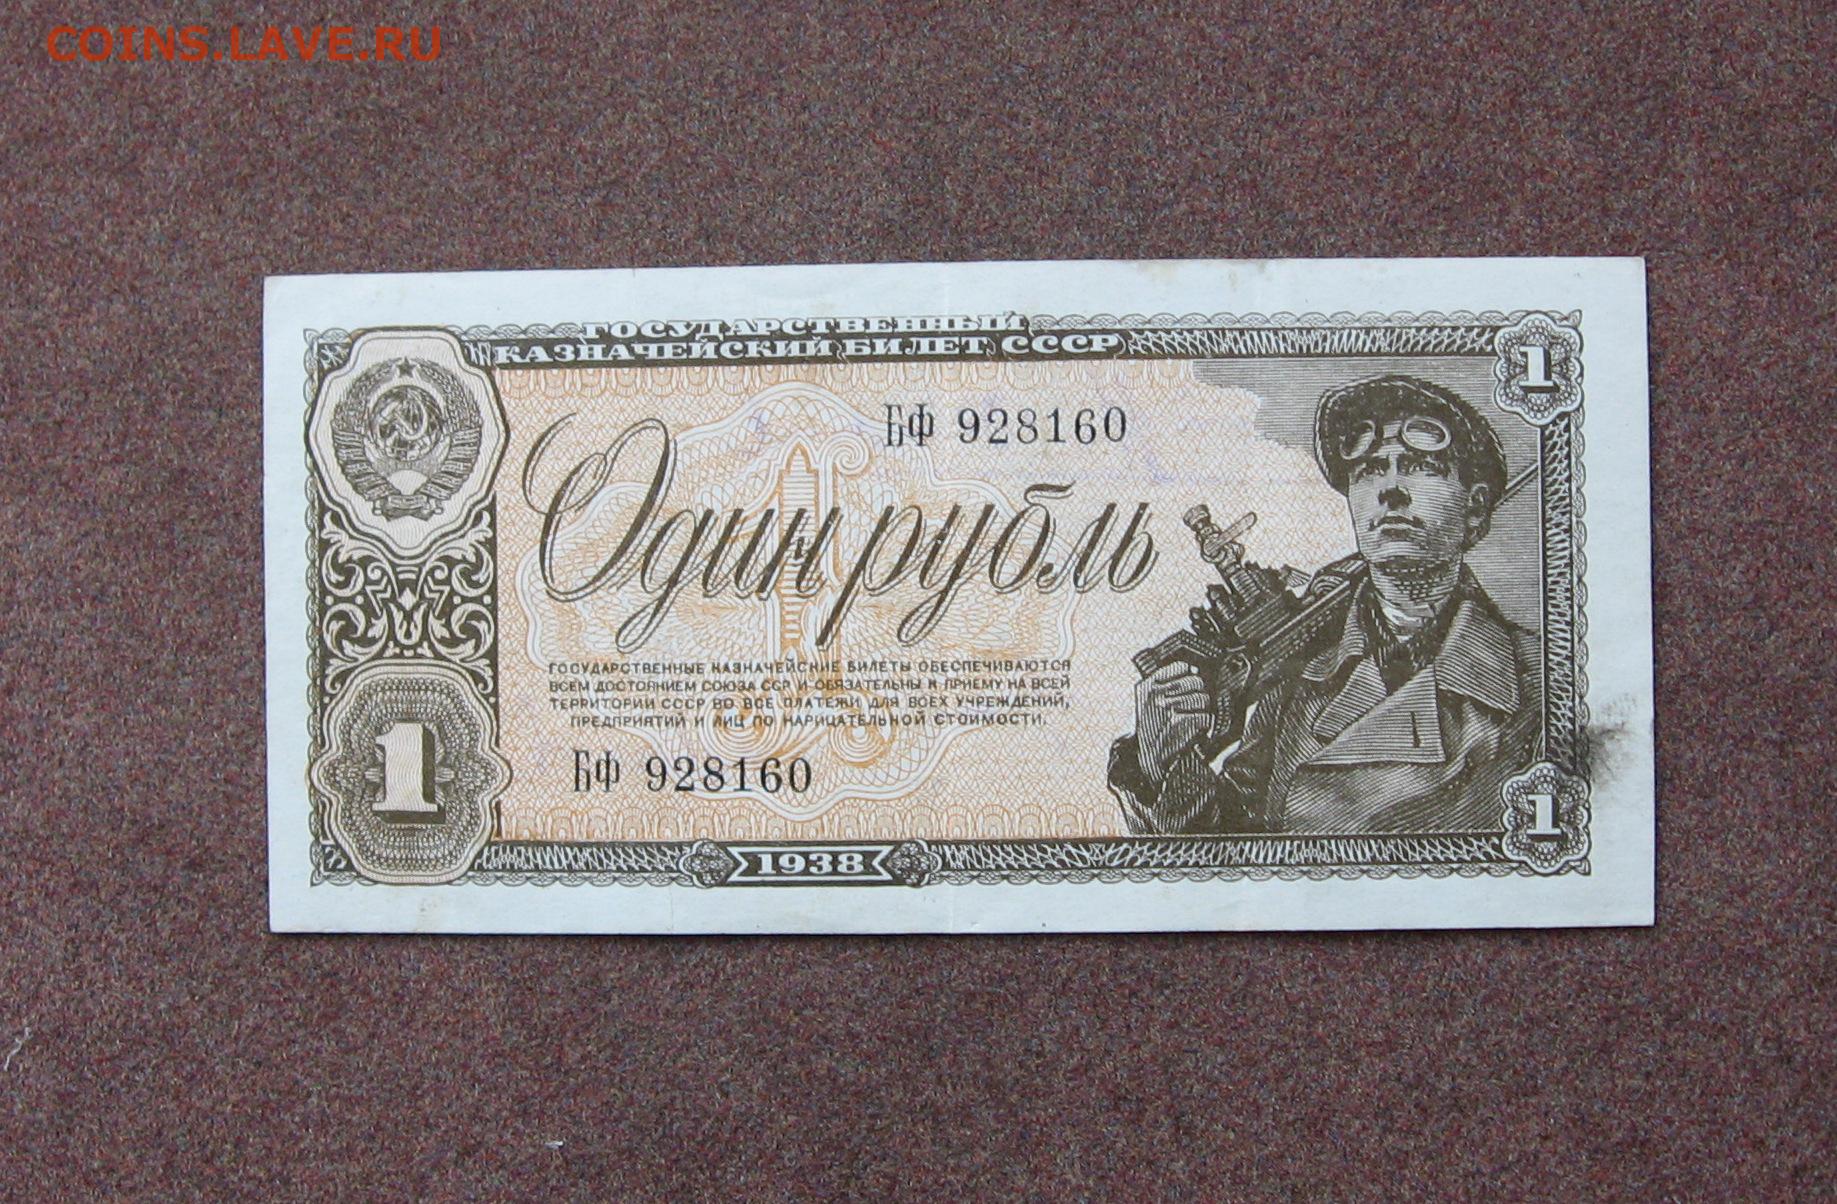 COINS.LAVE.RU
ГОСУДАРСТВЕННЫЙ
КАЗНАЧЕЙСКИЙ БИЛЕТ СССР
1
БФ 928160
Один рубль
ГОСУДАРСТВЕННЫЕ КАЗНАЧЕЙСКИЕ БИЛЕТЫ ОБЕСПЕЧИВАЮТСЯ
ВСЕМ ДОСТОЯНИЕМ СОЮЗА ССР И ОБЯЗАТЕЛЬНЫ К ПРИЕМУ НА ВСЕЙ
ТЕРРИТОРИИ СССР ВО ВСЕ ПЛАТЕЖИ ДЛЯ ВСЕХ УЧРЕЖДЕНИЙ,
ПРЕДПРИЯТИЙ И ЛИЦ ПО НАРИЦАТЕЛЬНОЙ СТОИМОСТИ.
БФ 928160
1
1
1938